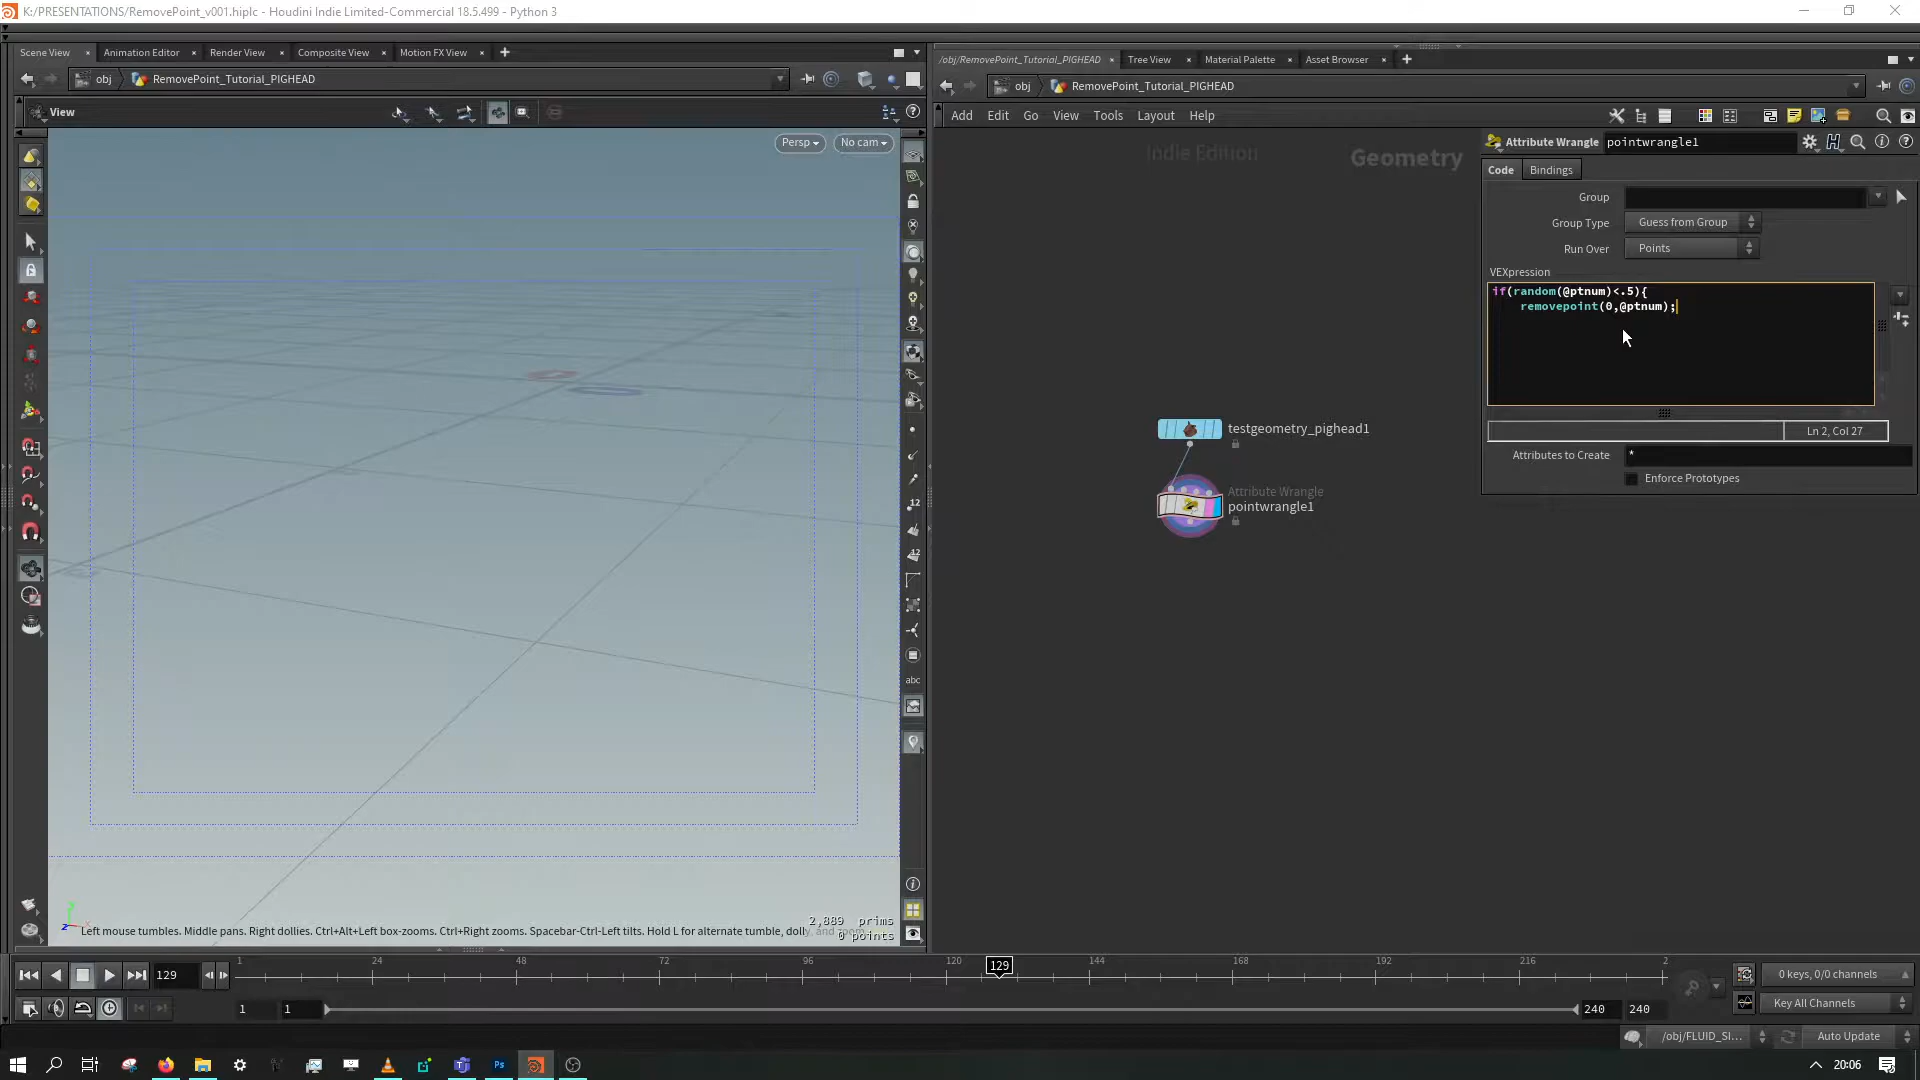 K:/PRESENTATIONS/RemovePoint_v001.hiplc - Houdini Indie Limited-Commercial 18.5.499 - Python 3
Scene View
Animation Editor
Render View
Composite View
Motion FX View
obj
RemovePoint_Tutorial_PIGHEAD
View
Persp
No cam
12
12
abc
2,889 prims
0 points
Left mouse tumbles. Middle pans. Right dollies. Ctrl+Alt+Left box-zooms. Ctrl+Right zooms. Spacebar-Ctrl-Left tilts. Hold L for alternate tumble, dolly, and zoom.
/obj/RemovePoint_Tutorial_PIGHEAD
Tree View
Material Palette
Asset Browser
obj
RemovePoint_Tutorial_PIGHEAD
Add
Edit
Go
View
Tools
Layout
Help
Indie Edition
Geometry
testgeometry_pighead1
Attribute Wrangle
pointwrangle1
Attribute Wrangle
pointwrangle1
Code
Bindings
Group
Group Type
Guess from Group
Run Over
Points
VEXpression
if(random(@ptnum)<.5){
removepoint(0,@ptnum);
Ln 2, Col 27
Attributes to Create
*
Enforce Prototypes
129
1
24
48
72
96
120
129
144
168
192
216
2
0 keys, 0/0 channels
1
1
240
240
Key All Channels
/obj/FLUID_SI...
Auto Update
20:06